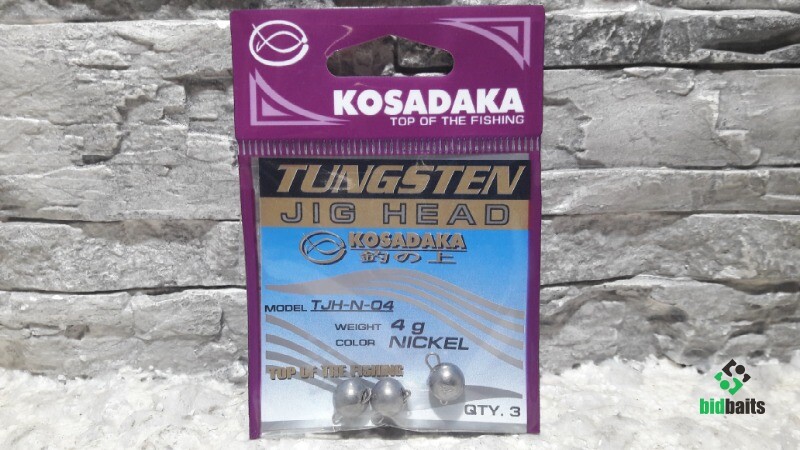 KOSADAKA
TOP OF THE FISHING
TUNGSTEN
JIG HEAD
KOSADAKA
釣の上
MODEL TJH-N-04
WEIGHT 4 g
COLOR NICKEL
TOP OF THE FISHING
QTY. 3
bidbaits